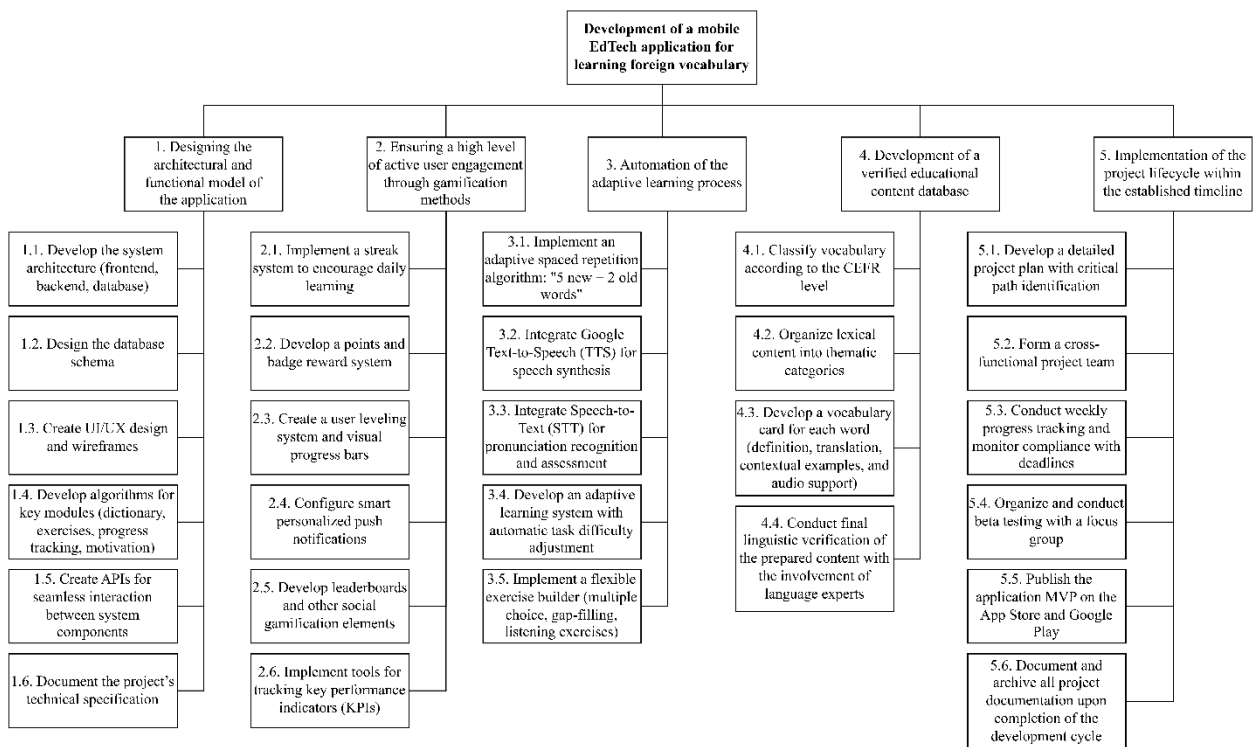 Development of a mobile
EdTech application for
learning foreign vocabulary
1. Designing the
architectural and
functional model of
the application
2. Ensuring a high level
of active user engagement
through gamification
methods
3. Automation of the
adaptive learning process
4. Development of a
verified educational
content database
5. Implementation of the
project lifecycle within
the established timeline
1.1. Develop the system
architecture (frontend,
backend, database)
1.2. Design the database
schema
1.3. Create UI/UX design
and wireframes
1.4. Develop algorithms for
key modules (dictionary,
exercises, progress
tracking, motivation)
1.5. Create APIs for
seamless interaction
between system
components
1.6. Document the project's
technical specification
2.1. Implement a streak
system to encourage daily
learning
2.2. Develop a points and
badge reward system
2.3. Create a user leveling
system and visual
progress bars
2.4. Configure smart
personalized push
notifications
2.5. Develop leaderboards
and other social
gamification elements
2.6. Implement tools for
tracking key performance
indicators (KPIs)
3.1. Implement an
adaptive spaced repetition
algorithm: "5 new – 2 old
words"
3.2. Integrate Google
Text-to-Speech (TTS) for
speech synthesis
3.3. Integrate Speech-to-
Text (STT) for
pronunciation recognition
and assessment
3.4. Develop an adaptive
learning system with
automatic task difficulty
adjustment
3.5. Implement a flexible
exercise builder (multiple
choice, gap-filling,
listening exercises)
4.1. Classify vocabulary
according to the CEFR
level
4.2. Organize lexical
content into thematic
categories
4.3. Develop a vocabulary
card for each word
(definition, translation,
contextual examples, and
audio support)
4.4. Conduct final
linguistic verification of
the prepared content with
the involvement of
language experts
5.1. Develop a detailed
project plan with critical
path identification
5.2. Form a cross-
functional project team
5.3. Conduct weekly
progress tracking and
monitor compliance with
deadlines
5.4. Organize and conduct
beta testing with a focus
group
5.5. Publish the
application MVP on the
App Store and Google Play
5.6. Document and
archive all project
documentation upon
completion of the
development cycle